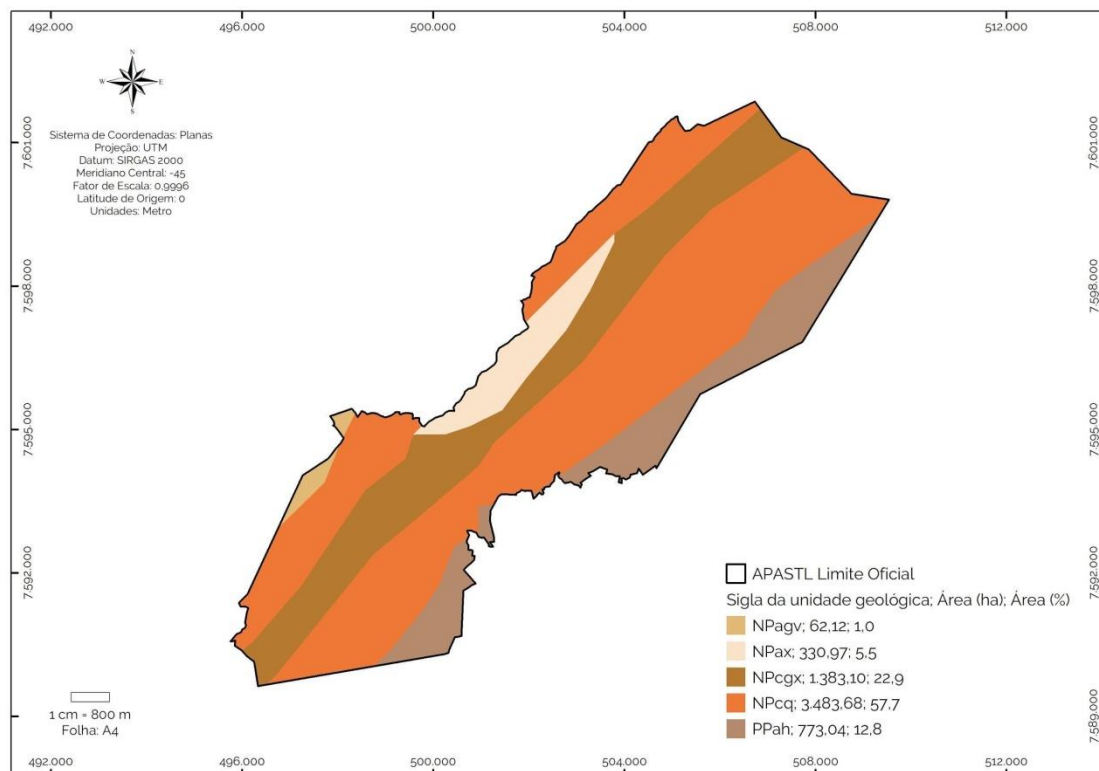 492.000 496.000 500.000 504.000 508.000 512.000
N
W E
S
Sistema de Coordenadas: Planas
Projeção: UTM
Datum: SIRGAS 2000
Meridiano Central: -45
Fator de Escala: 0,9996
Latitude de Origem: 0
Unidades: Metro
7.601.000 7.601.000
7.598.000 7.598.000
7.595.000 7.595.000
7.592.000 7.592.000
7.589.000
APASTL Limite Oficial
Sigla da unidade geológica; Área (ha); Área (%)
NPagv; 62,12; 1,0
NPax; 330,97; 5,5
NPcgx; 1.383,10; 22,9
NPcq; 3.483,68; 57,7
PPah; 773,04; 12,8
1 cm = 800 m
Folha: A4
492.000 496.000 500.000 504.000 508.000 512.000